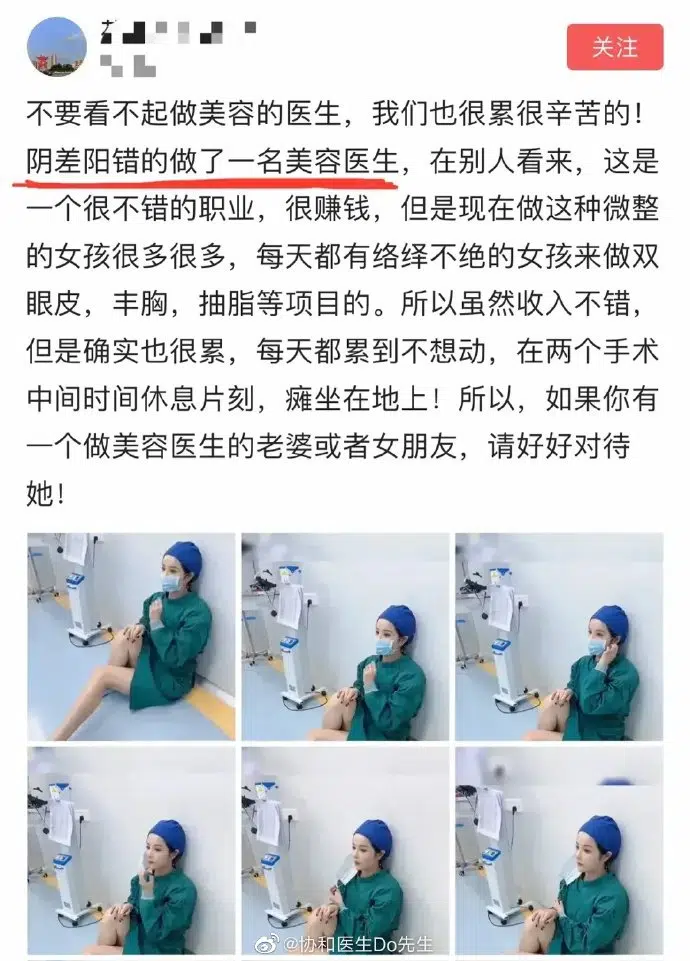 关注
不要看不起做美容的医生，我们也很累很辛苦的！
阴差阳错的做了一名美容医生，在别人看来，这是
一个很不错的职业，很赚钱，但是现在做这种微整
的女孩很多很多，每天都有络绎不绝的女孩来做双
眼皮，丰胸，抽脂等项目的。所以虽然收入不错，
但是确实也很累，每天都累到不想动，在两个手术
中间时间休息片刻，瘫坐在地上！所以，如果你有
一个做美容医生的老婆或者女朋友，请好好对待
她！
@协和医生Do先生